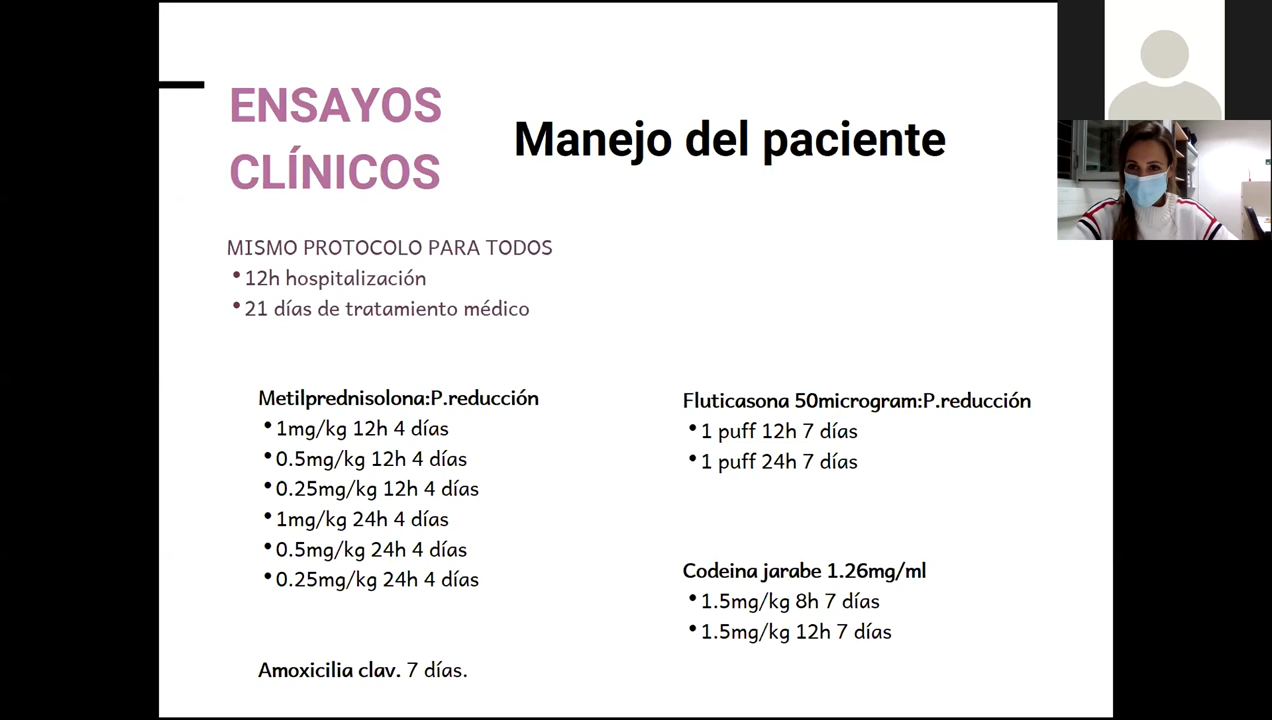 ENSAYOS
CLÍNICOS
Manejo del paciente
MISMO PROTOCOLO PARA TODOS
•12h hospitalización
•21 días de tratamiento médico
Metilprednisolona:P.reducción
•1mg/kg 12h 4 días
•0.5mg/kg 12h 4 días
•0.25mg/kg 12h 4 días
•1mg/kg 24h 4 días
•0.5mg/kg 24h 4 días
•0.25mg/kg 24h 4 días
Amoxicilia clav. 7 días.
Fluticasona 50microgram:P.reducción
•1 puff 12h 7 días
•1 puff 24h 7 días
Codeina jarabe 1.26mg/ml
•1.5mg/kg 8h 7 días
•1.5mg/kg 12h 7 días